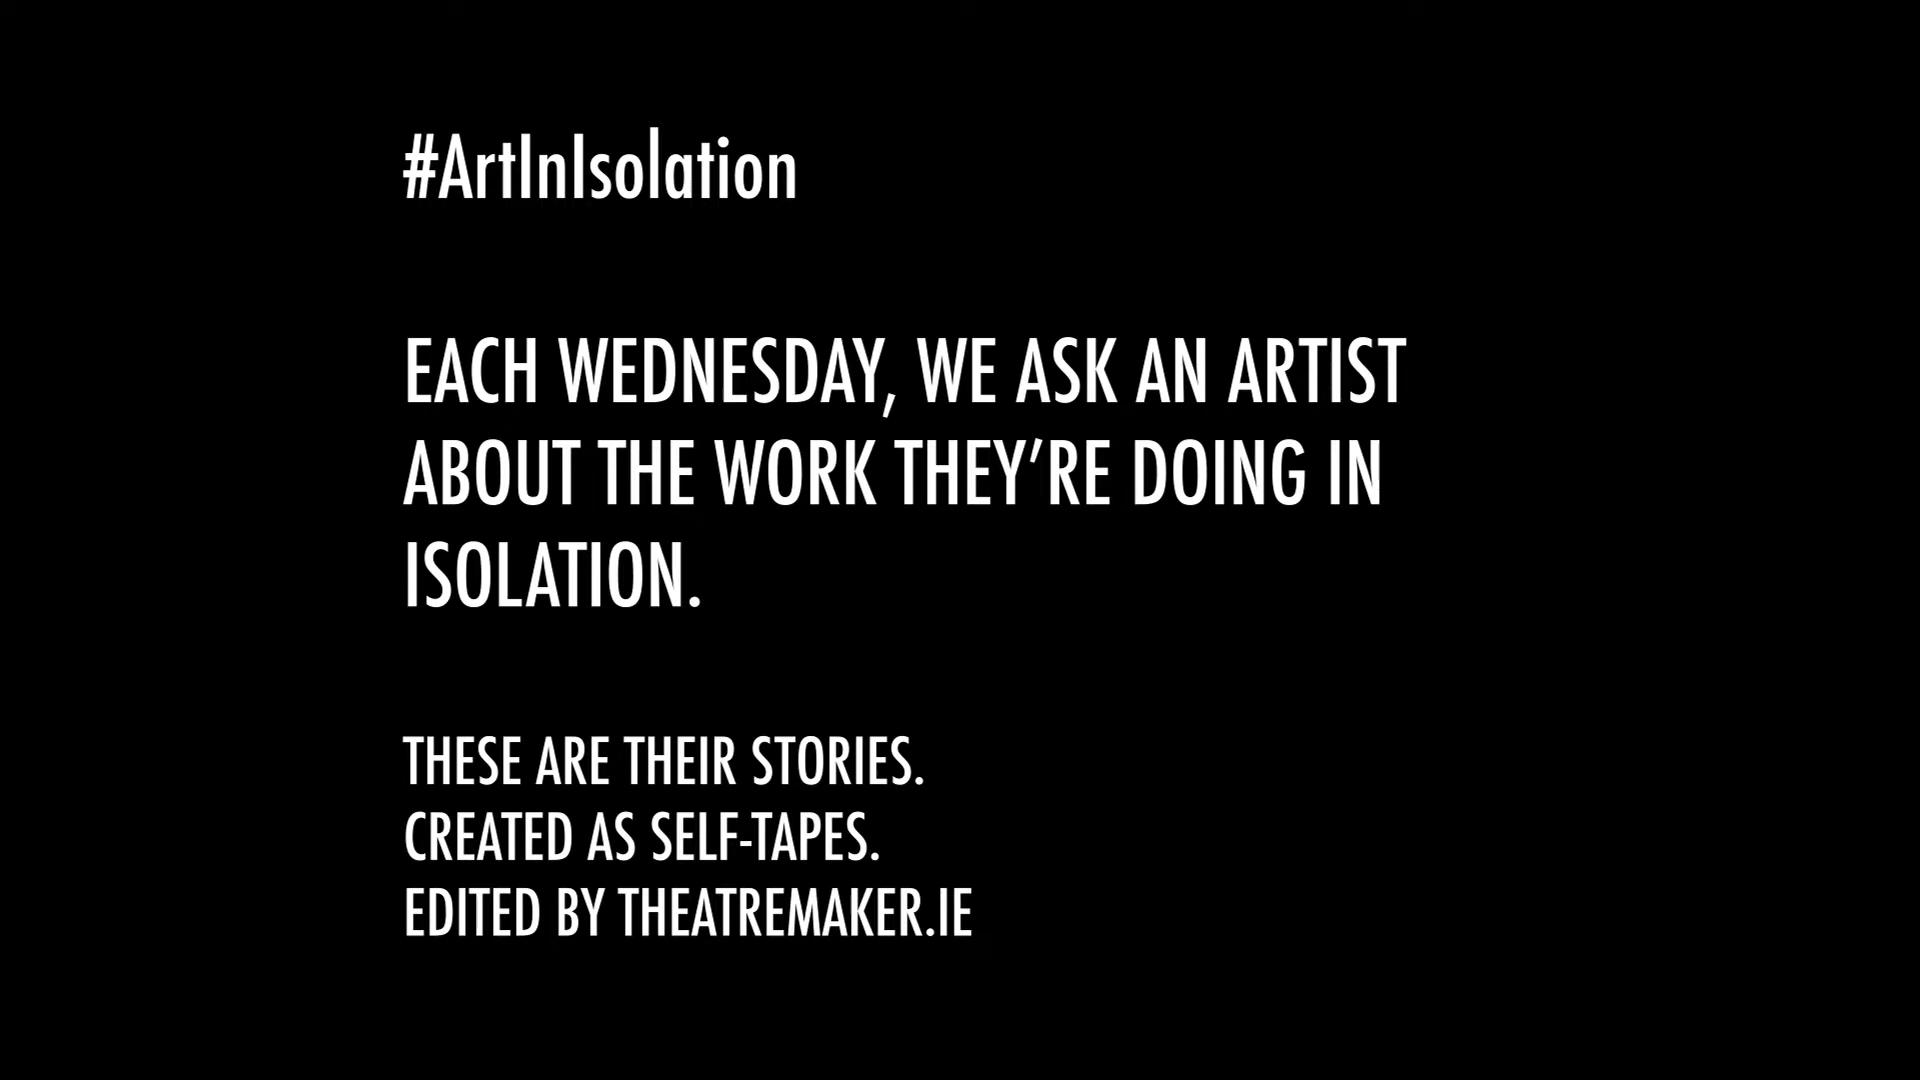 #ArtInIsolation
EACH WEDNESDAY, WE ASK AN ARTIST
ABOUT THE WORK THEY’RE DOING IN
ISOLATION.
THESE ARE THEIR STORIES.
CREATED AS SELF-TAPES.
EDITED BY THEATREMAKER.IE